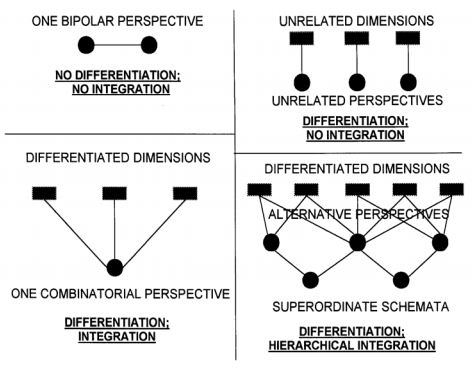 ONE BIPOLAR PERSPECTIVE
NO DIFFERENTIATION;
NO INTEGRATION
UNRELATED DIMENSIONS
UNRELATED PERSPECTIVES
DIFFERENTIATION;
NO INTEGRATION
DIFFERENTIATED DIMENSIONS
ONE COMBINATORIAL PERSPECTIVE
DIFFERENTIATION;
INTEGRATION
DIFFERENTIATED DIMENSIONS
ALTERNATIVE PERSPECTIVES
SUPERORDINATE SCHEMATA
DIFFERENTIATION;
HIERARCHICAL INTEGRATION